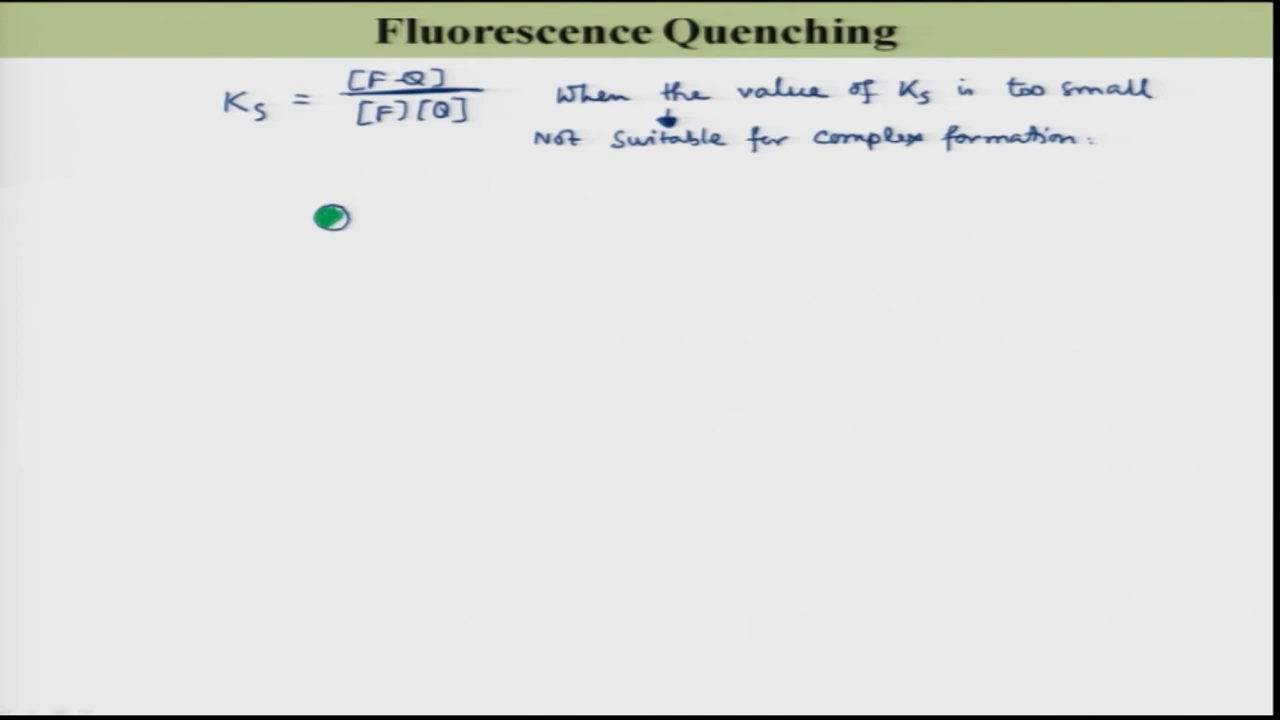 Fluorescence Quenching
Ks = [F-Q] / [F][Q]
When the value of Ks is too small
Not suitable for complex formation.